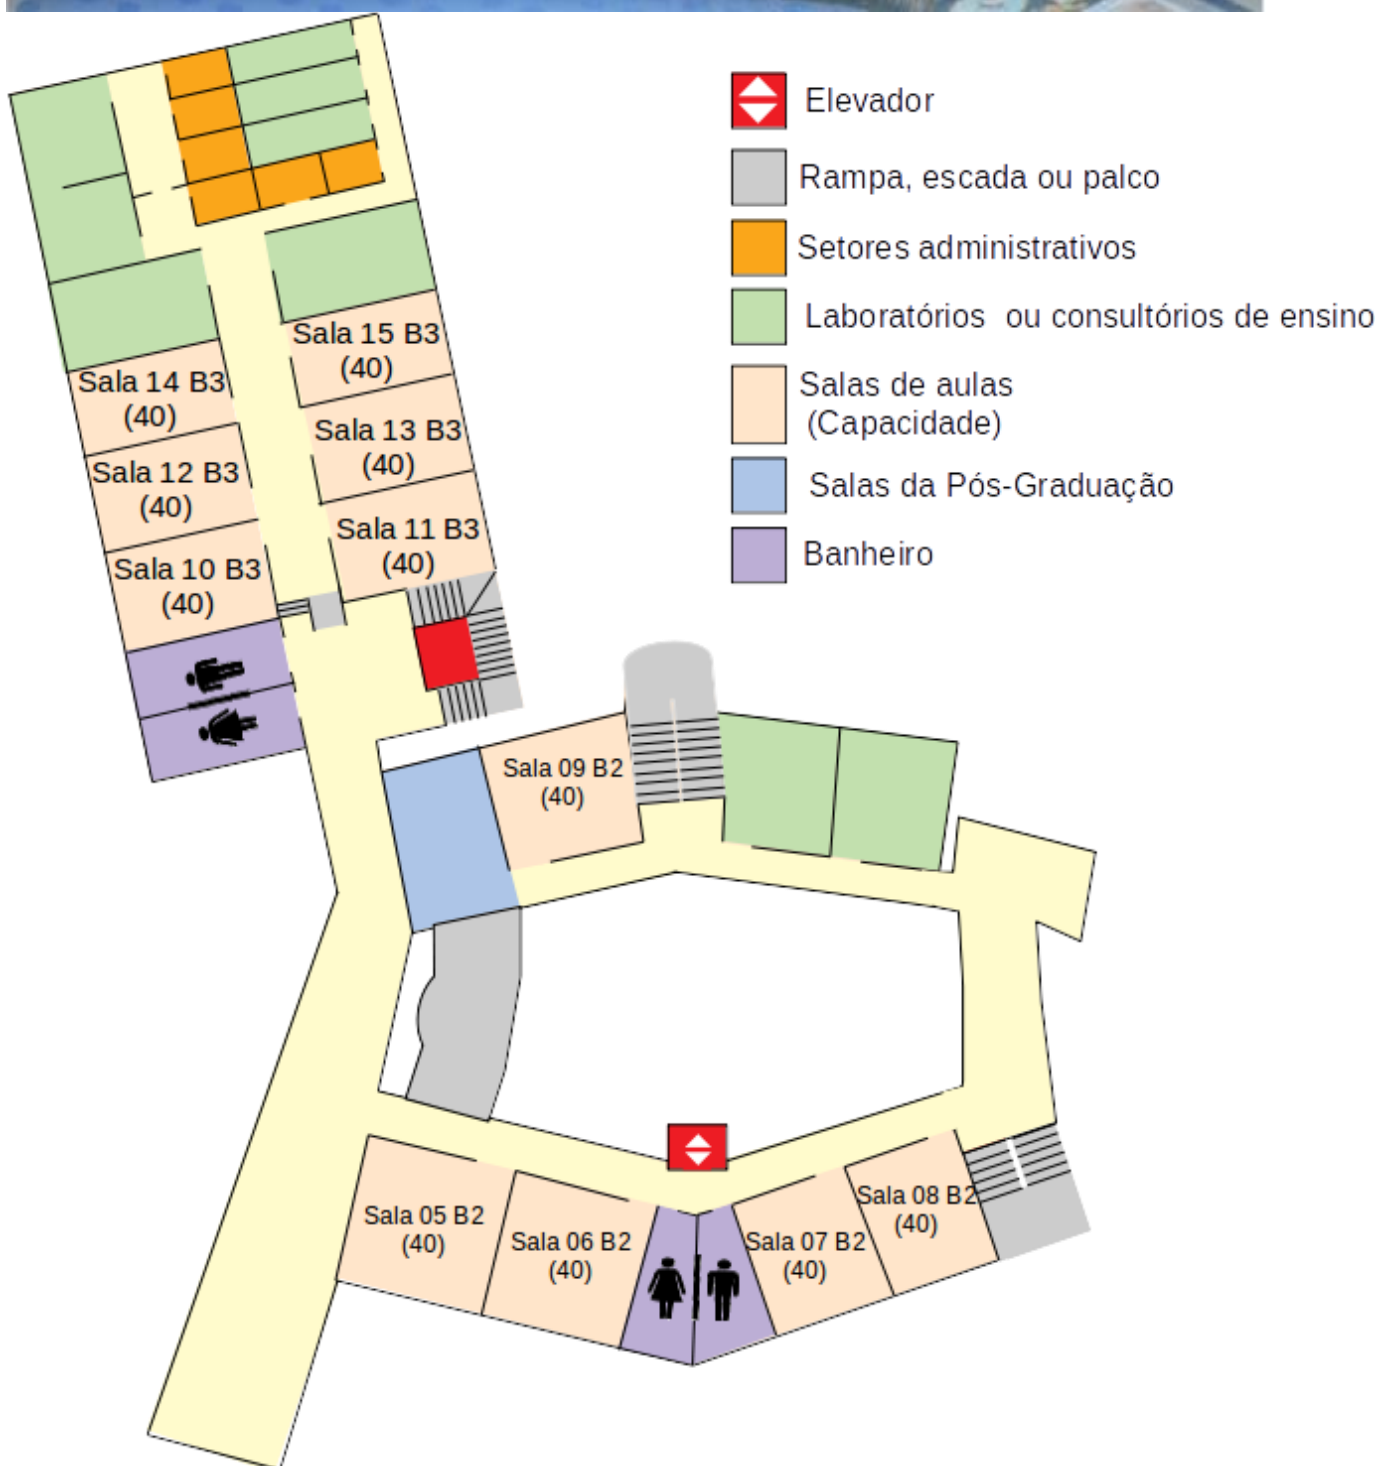 Elevador
Rampa, escada ou palco
Setores administrativos
Laboratórios ou consultórios de ensino
Salas de aulas
(Capacidade)
Salas da Pós-Graduação
Banheiro
Sala 15 B3
(40)
Sala 14 B3
(40)
Sala 13 B3
(40)
Sala 12 B3
(40)
Sala 11 B3
(40)
Sala 10 B3
(40)
Sala 09 B2
(40)
Sala 05 B2
(40)
Sala 06 B2
(40)
Sala 07 B2
(40)
Sala 08 B2
(40)